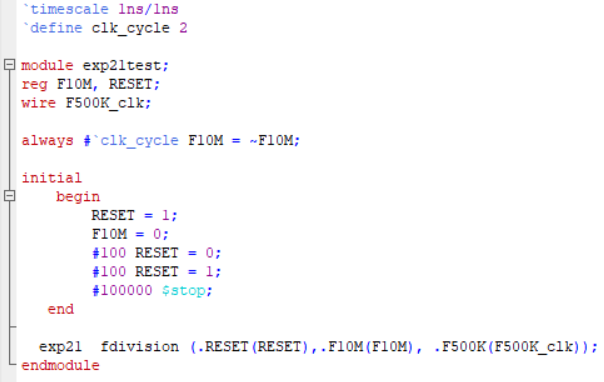 `timescale 1ns/1ns
`define clk_cycle 2
module exp21test;
reg F10M, RESET;
wire F500K_clk;
always #`clk_cycle F10M = ~F10M;
initial
begin
RESET = 1;
F10M = 0;
#100 RESET = 0;
#100 RESET = 1;
#100000 $stop;
end
exp21  fdivision (.RESET(RESET),.F10M(F10M), .F500K(F500K_clk));
endmodule